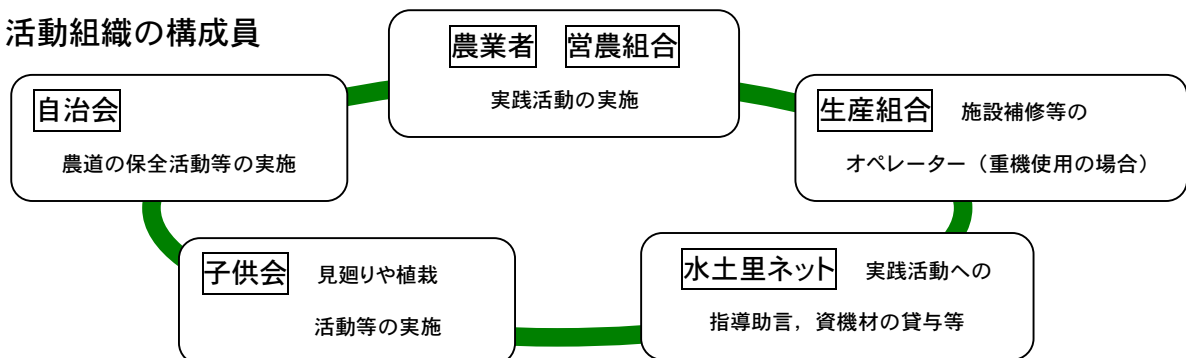 活動組織の構成員
農業者 営農組合
実践活動の実施
自治会
農道の保全活動等の実施
生産組合 施設補修等の
オペレーター（重機使用の場合）
子供会 見廻りや植栽
活動等の実施
水土里ネット 実践活動への
指導助言，資機材の貸与等